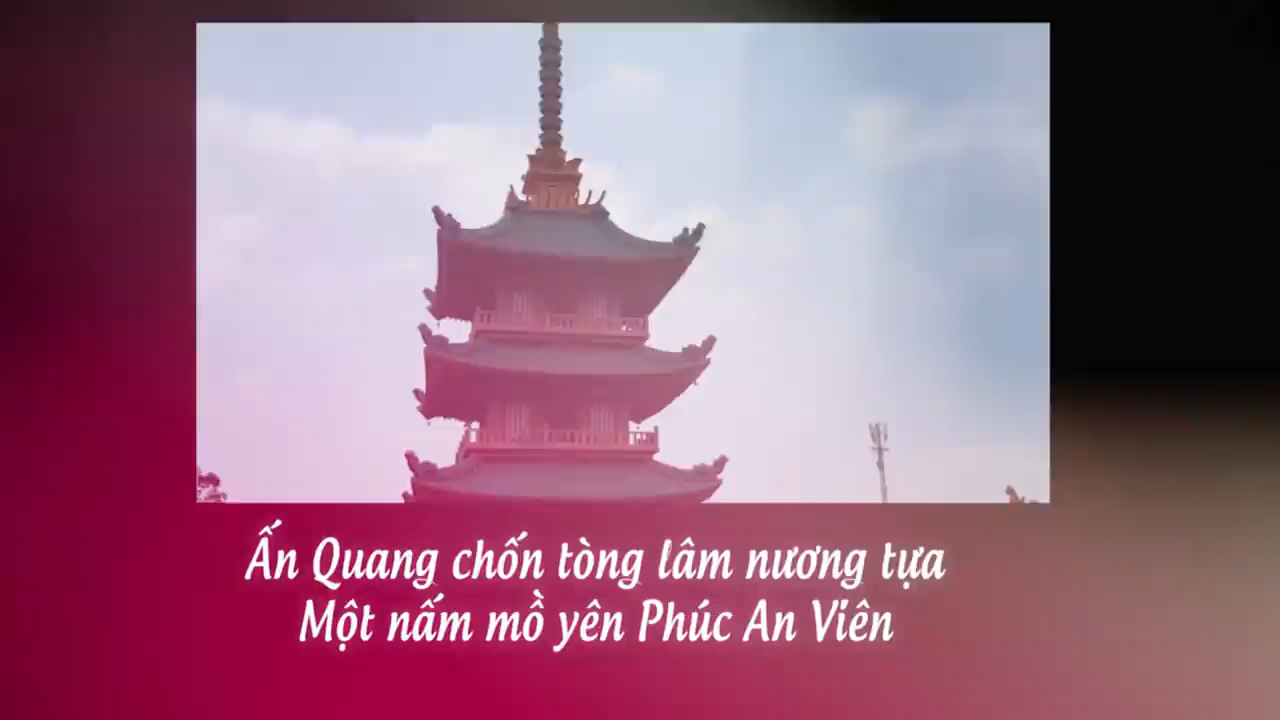 Ấn Quang chốn tòng lâm nương tựa
Một nấm mồ yên Phúc An Viên